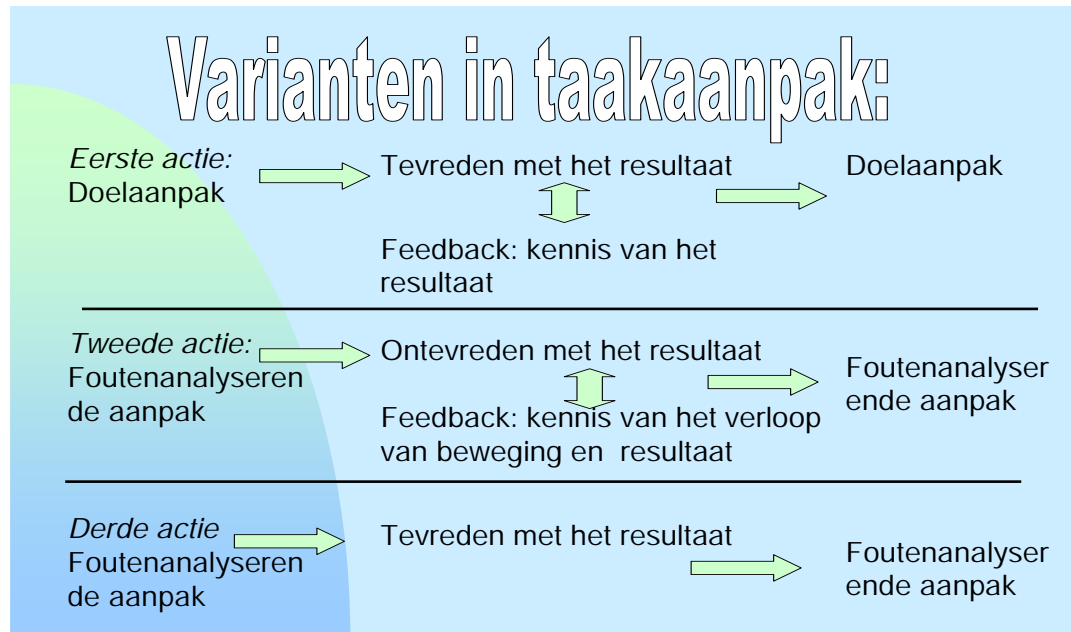 Varianten in taakaanpak:
Eerste actie:
Doelaanpak
Tevreden met het resultaat
Doelaanpak
Feedback: kennis van het
resultaat
Tweede actie:
Foutenanalyseren
de aanpak
Ontevreden met het resultaat
Foutenanalyser
ende aanpak
Feedback: kennis van het verloop
van beweging en resultaat
Derde actie
Foutenanalyseren
de aanpak
Tevreden met het resultaat
Foutenanalyser
ende aanpak